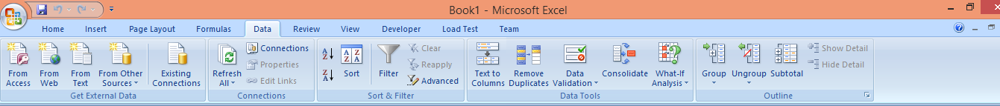 Book1 - Microsoft Excel
Home Insert Page Layout Formulas Data Review View Developer Load Test Team
From Access
From Web
From Text
From Other Sources
Existing Connections
Get External Data
Refresh All
Connections
Properties
Edit Links
Connections
A Z
Z A
A Z Z A
Sort
Filter
Clear
Reapply
Advanced
Sort & Filter
Text to Columns
Remove Duplicates
Data Validation
Consolidate
What-If Analysis
Data Tools
Group
Ungroup
Subtotal
Show Detail
Hide Detail
Outline